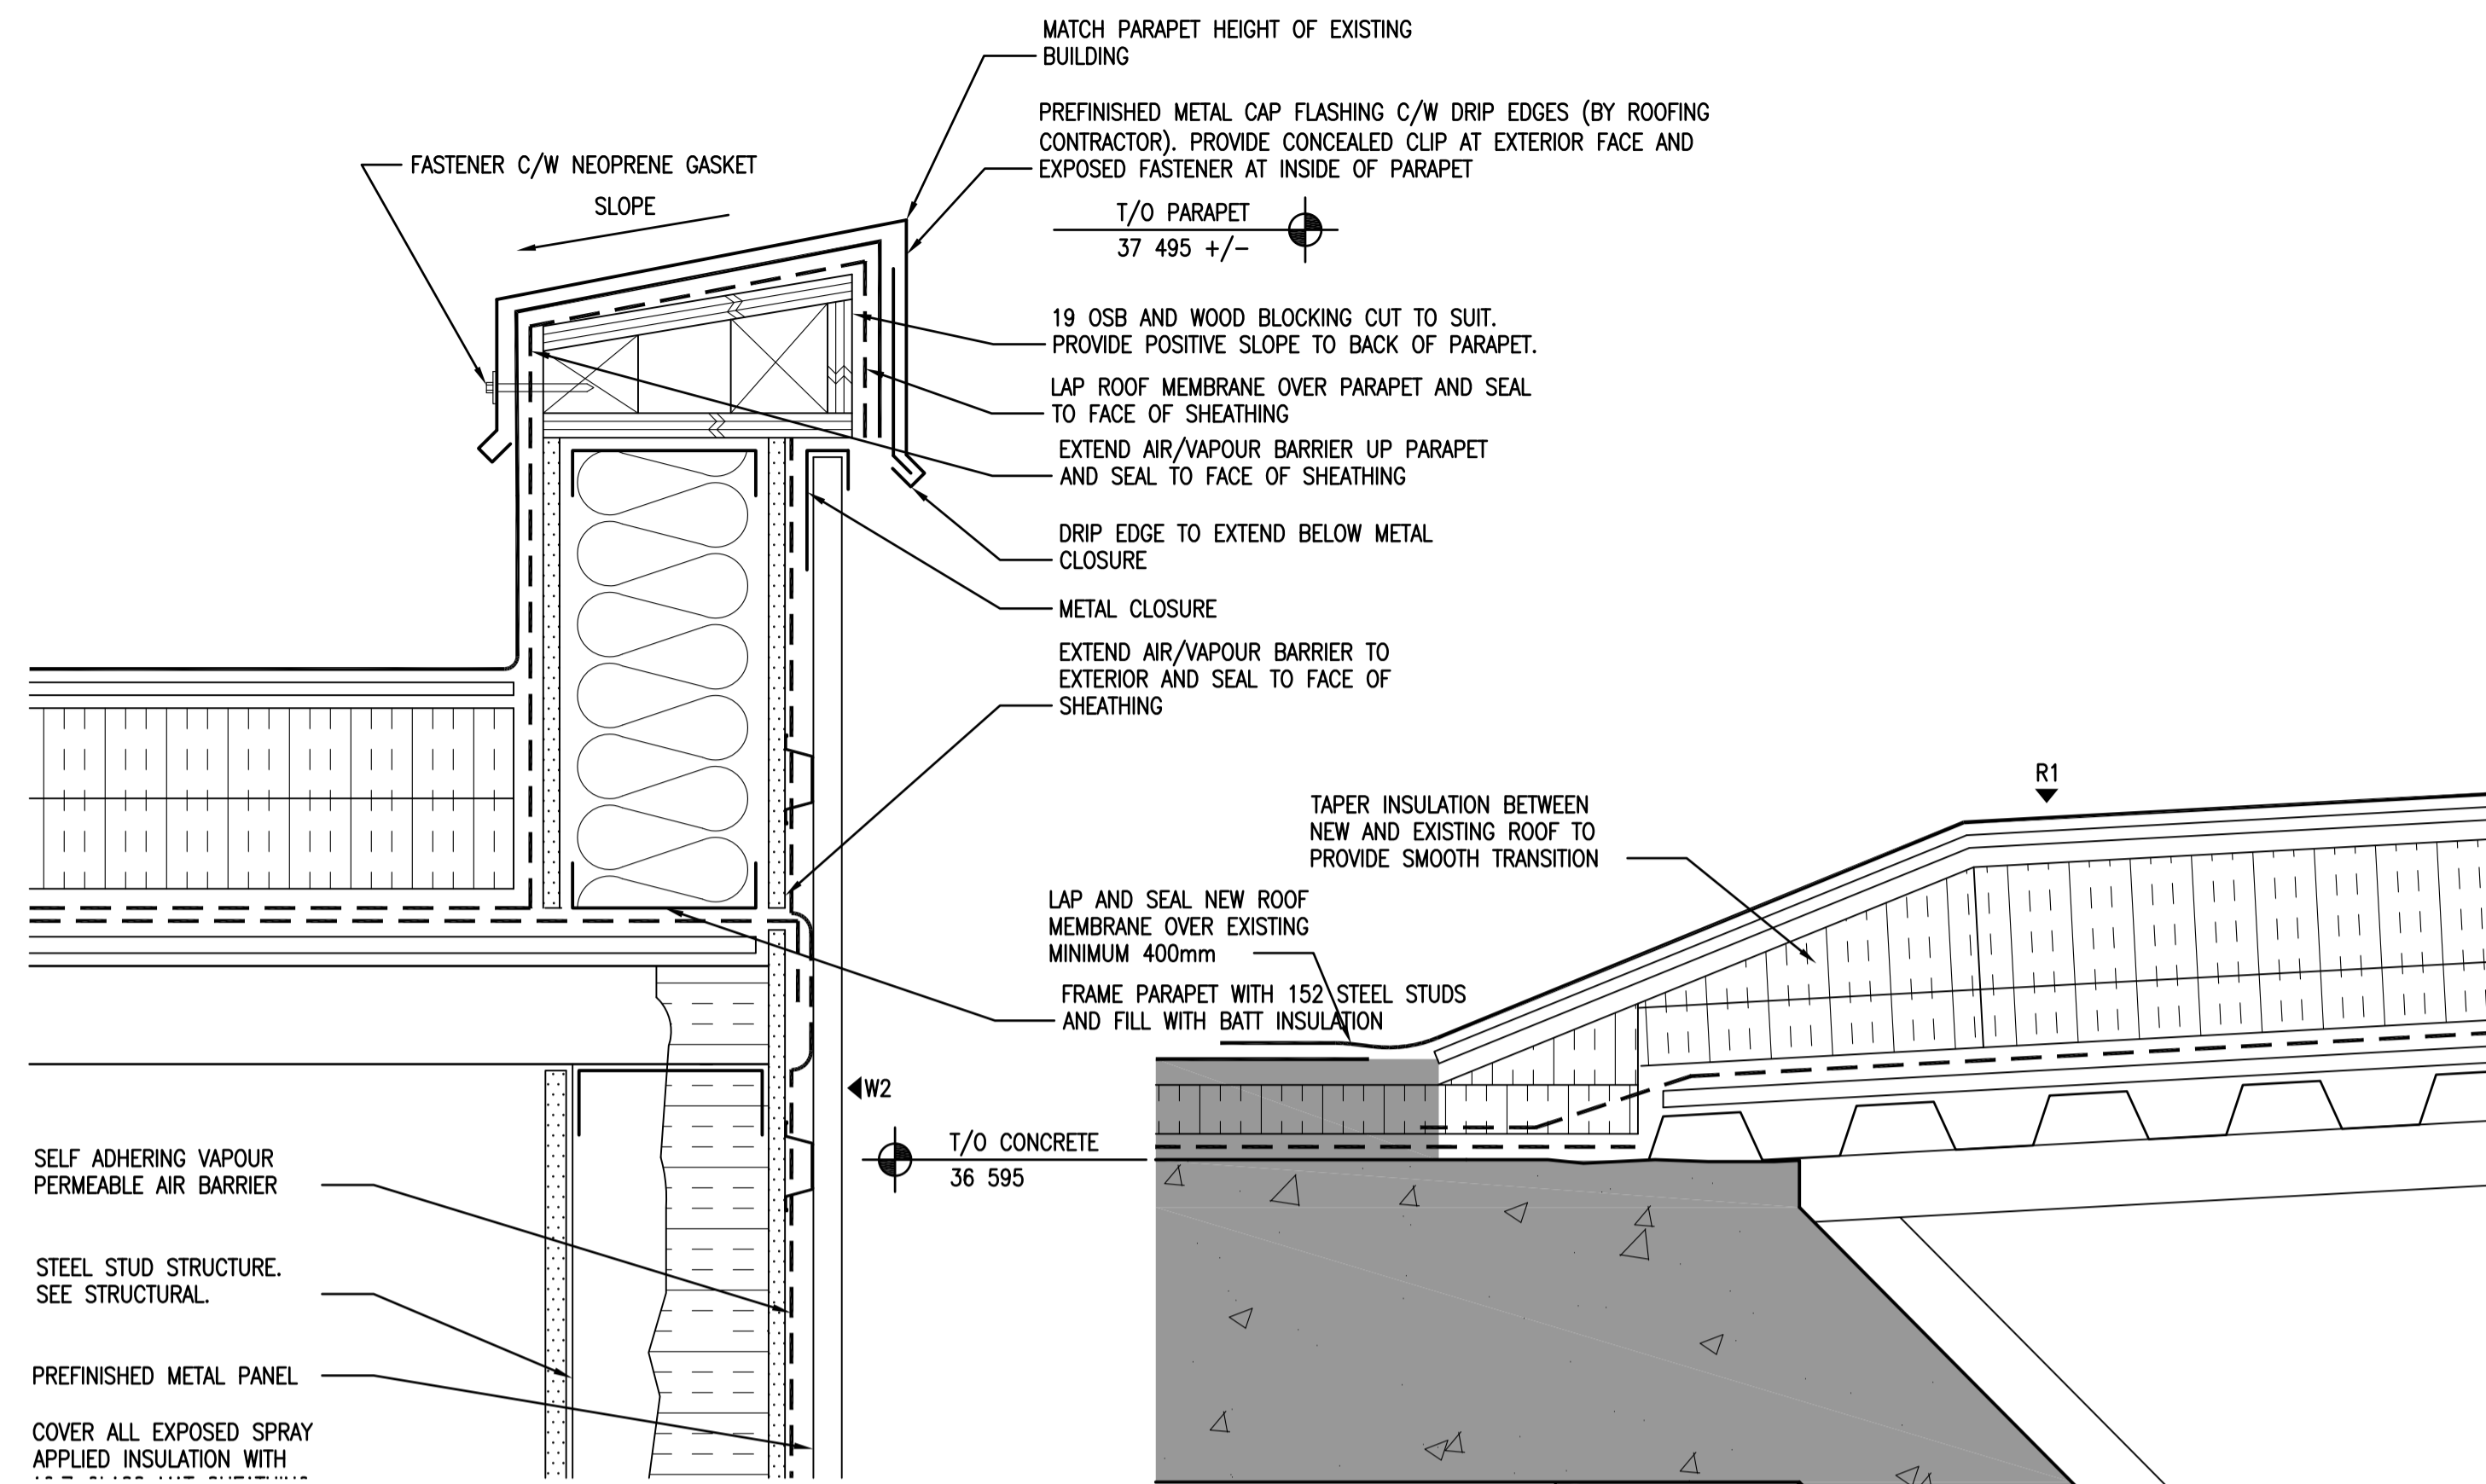 MATCH PARAPET HEIGHT OF EXISTING
BUILDING
PREFINISHED METAL CAP FLASHING C/W DRIP EDGES (BY ROOFING
CONTRACTOR). PROVIDE CONCEALED CLIP AT EXTERIOR FACE AND
EXPOSED FASTENER AT INSIDE OF PARAPET
FASTENER C/W NEOPRENE GASKET
SLOPE
T/O PARAPET
37 495 +/-
19 OSB AND WOOD BLOCKING CUT TO SUIT.
PROVIDE POSITIVE SLOPE TO BACK OF PARAPET.
LAP ROOF MEMBRANE OVER PARAPET AND SEAL
TO FACE OF SHEATHING
EXTEND AIR/VAPOUR BARRIER UP PARAPET
AND SEAL TO FACE OF SHEATHING
DRIP EDGE TO EXTEND BELOW METAL
CLOSURE
METAL CLOSURE
EXTEND AIR/VAPOUR BARRIER TO
EXTERIOR AND SEAL TO FACE OF
SHEATHING
R1
TAPER INSULATION BETWEEN
NEW AND EXISTING ROOF TO
PROVIDE SMOOTH TRANSITION
LAP AND SEAL NEW ROOF
MEMBRANE OVER EXISTING
MINIMUM 400mm
FRAME PARAPET WITH 152 STEEL STUDS
AND FILL WITH BATT INSULATION
W2
T/O CONCRETE
36 595
SELF ADHERING VAPOUR
PERMEABLE AIR BARRIER
STEEL STUD STRUCTURE.
SEE STRUCTURAL.
PREFINISHED METAL PANEL
COVER ALL EXPOSED SPRAY
APPLIED INSULATION WITH